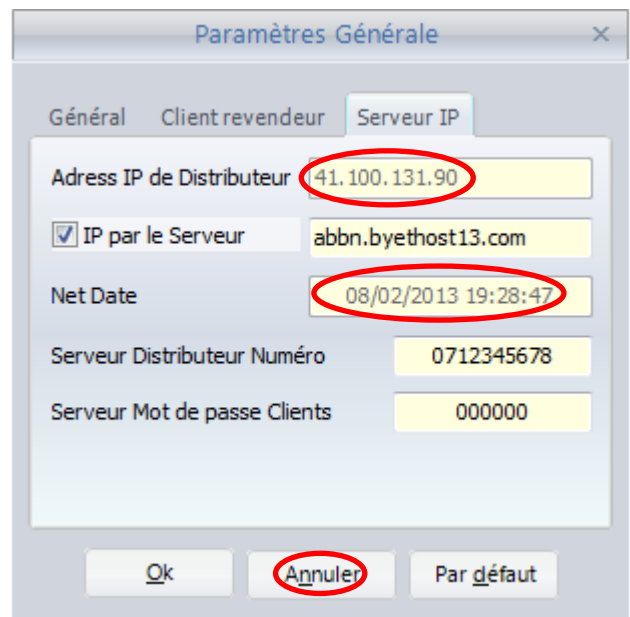 Paramètres Générale
Général Client revendeur Serveur IP
Adress IP de Distributeur 41.100.131.90
IP par le Serveur abbn.byethost13.com
Net Date 08/02/2013 19:28:47
Serveur Distributeur Numéro 0712345678
Serveur Mot de passe Clients 000000
Ok Annuler Par défaut